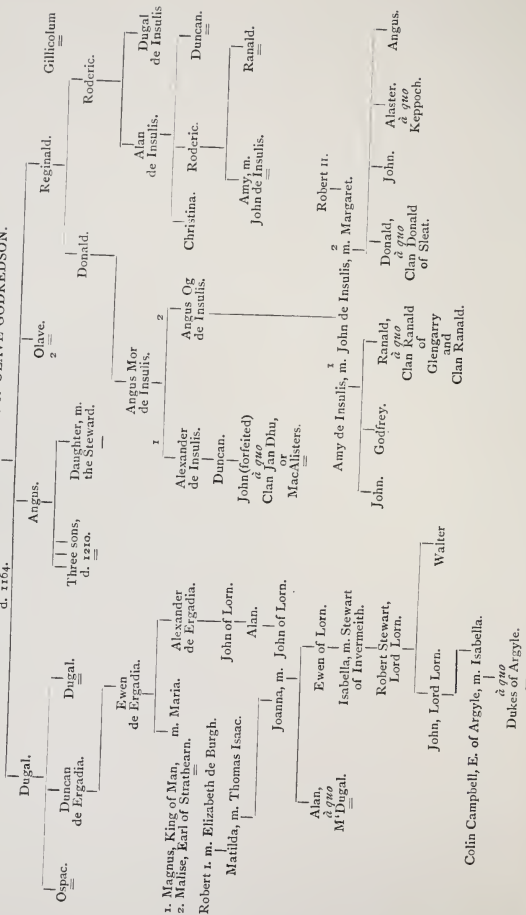 OLAVE GODREDSON.
d. 1164.
Dugal.
Angus.
Olave.
2
Reginald.
Gillicolum
Ospac.
Duncan
de Ergadia.
Dugal.
Three sons,
d. 1210.
Daughter, m.
the Steward.
Donald.
Roderic.
Ewen
de Ergadia.
Angus Mor
de Insulis.
Alan
de Insulis.
Dugal
de Insulis
1. Magnus, King of Man,
2. Malise, Earl of Strathearn.
m. Maria.
Alexander
de Ergadia.
1
Alexander
de Insulis.
2
Angus Og
de Insulis.
Christina.
Roderic.
Duncan.
Robert I. m. Elizabeth de Burgh.
John of Lorn.
Duncan.
Amy, m.
John de Insulis.
Ranald.
Matilda, m. Thomas Isaac.
Alan.
John (forfeited)
à quo
Clan Jan Dhu,
or
MacAlisters.
Robert II.
Joanna, m. John of Lorn.
1
2
Amy de Insulis, m. John de Insulis, m. Margaret.
Alan,
à quo
M'Dugal.
Ewen of Lorn.
John.
Godfrey.
Ranald,
à quo
Clan Ranald
of
Glengarry
and
Clan Ranald.
Donald,
à quo
Clan Donald
of Sleat.
John.
Alaster.
à quo
Keppoch.
Angus.
Isabella, m. Stewart
of Invermeith.
Robert Stewart,
Lord Lorn.
John, Lord Lorn.
Walter
Colin Campbell, E. of Argyle, m. Isabella.
à quo
Dukes of Argyle.